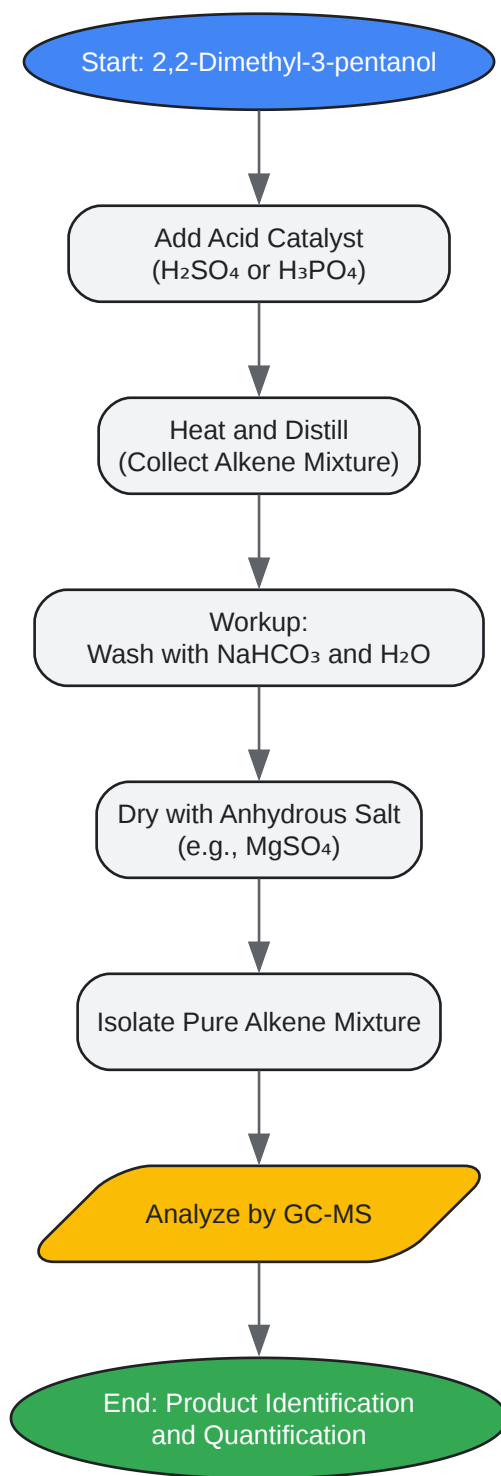 Start: 2,2-Dimethyl-3-pentanol
Add Acid Catalyst
(H₂SO₄ or H₃PO₄)
Heat and Distill
(Collect Alkene Mixture)
Workup:
Wash with NaHCO₃ and H₂O
Dry with Anhydrous Salt
(e.g., MgSO₄)
Isolate Pure Alkene Mixture
Analyze by GC-MS
End: Product Identification
and Quantification